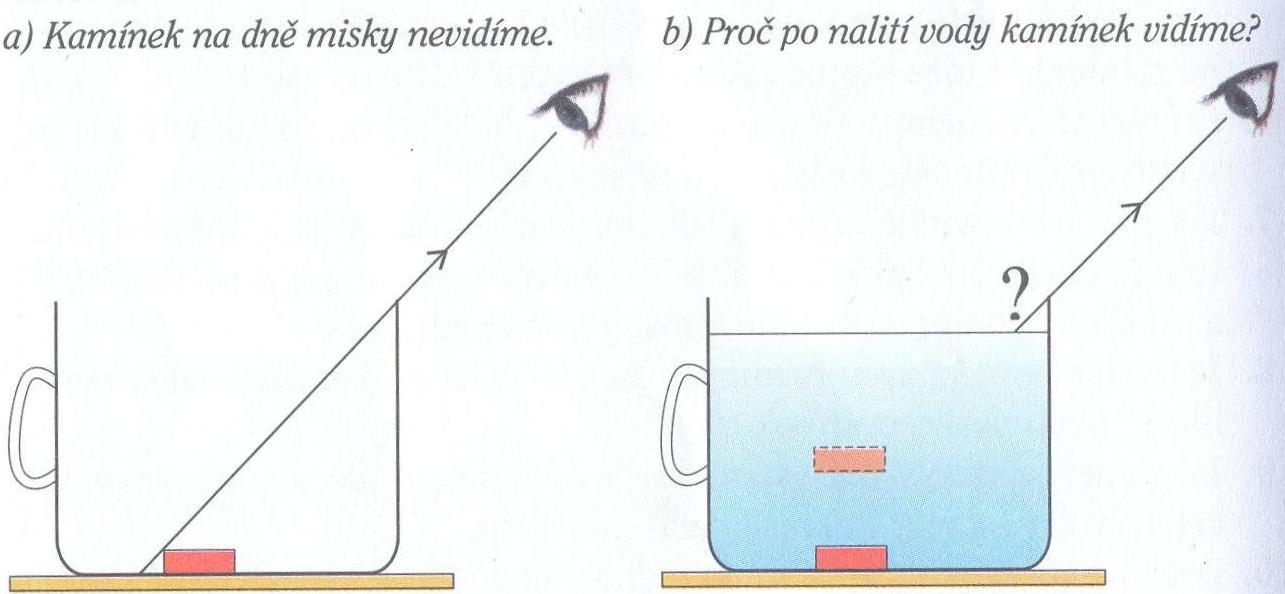 a) Kamínek na dně misky nevidíme.
b) Proč po nalití vody kamínek vidíme?
?